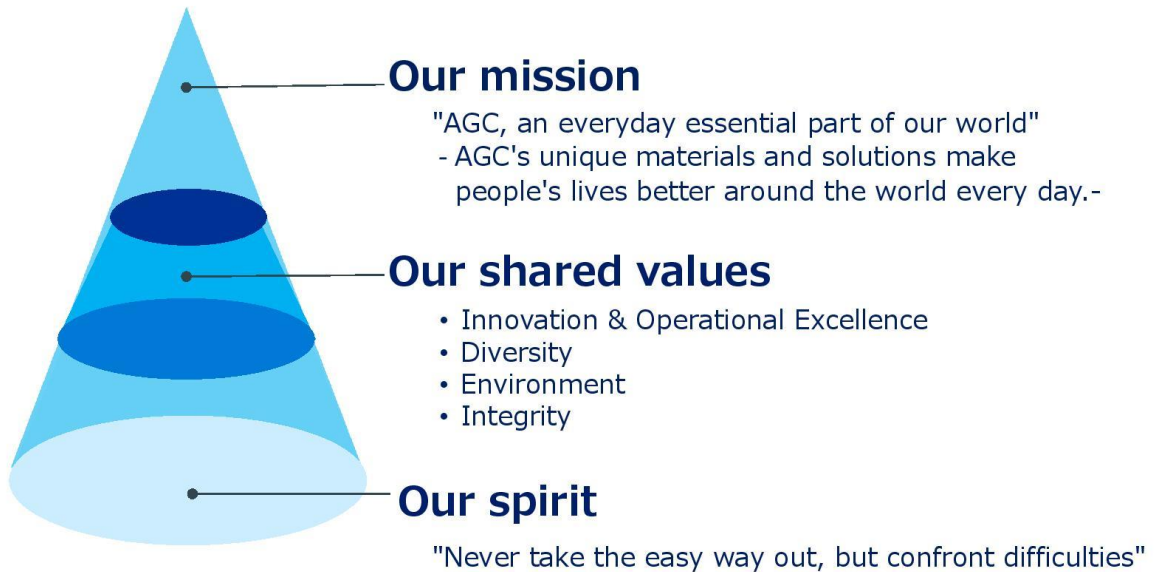 Our mission
"AGC, an everyday essential part of our world"
- AGC's unique materials and solutions make
people's lives better around the world every day.-
Our shared values
• Innovation & Operational Excellence
• Diversity
• Environment
• Integrity
Our spirit
"Never take the easy way out, but confront difficulties"